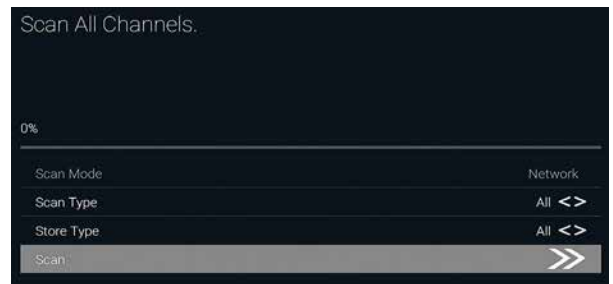 Scan All Channels.
0%
Scan Mode Network
Scan Type All <>
Store Type All <>
Scan